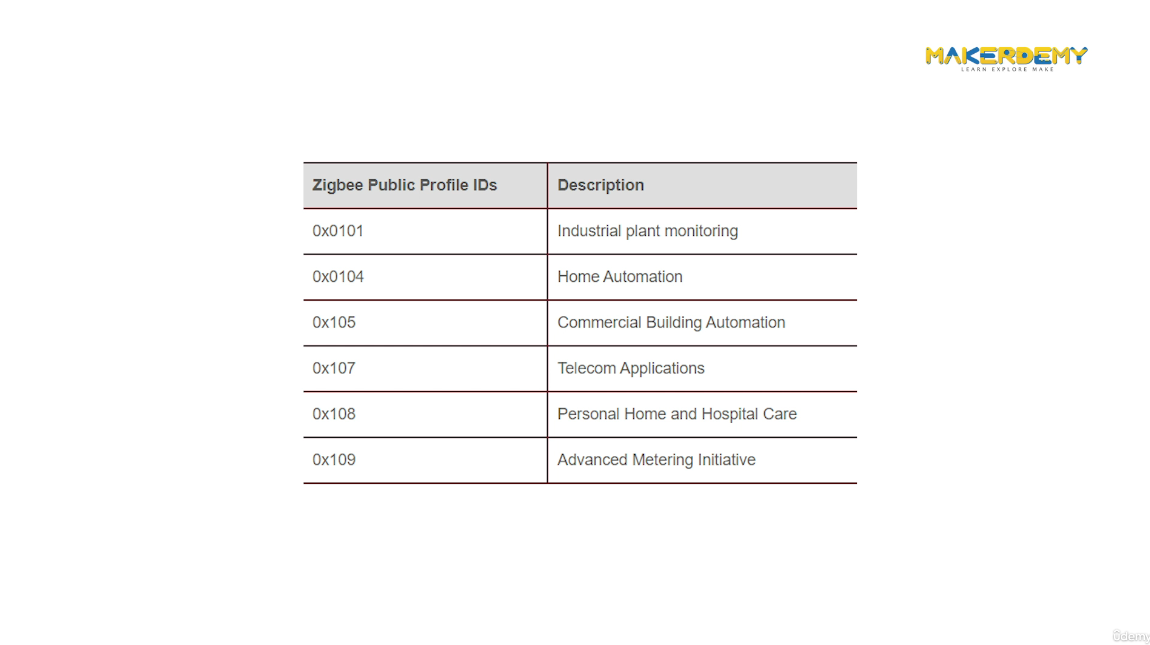 MAKERDEMY
LEARN EXPLORE MAKE
Zigbee Public Profile IDs Description
0x0101 Industrial plant monitoring
0x0104 Home Automation
0x105 Commercial Building Automation
0x107 Telecom Applications
0x108 Personal Home and Hospital Care
0x109 Advanced Metering Initiative
ûdemy